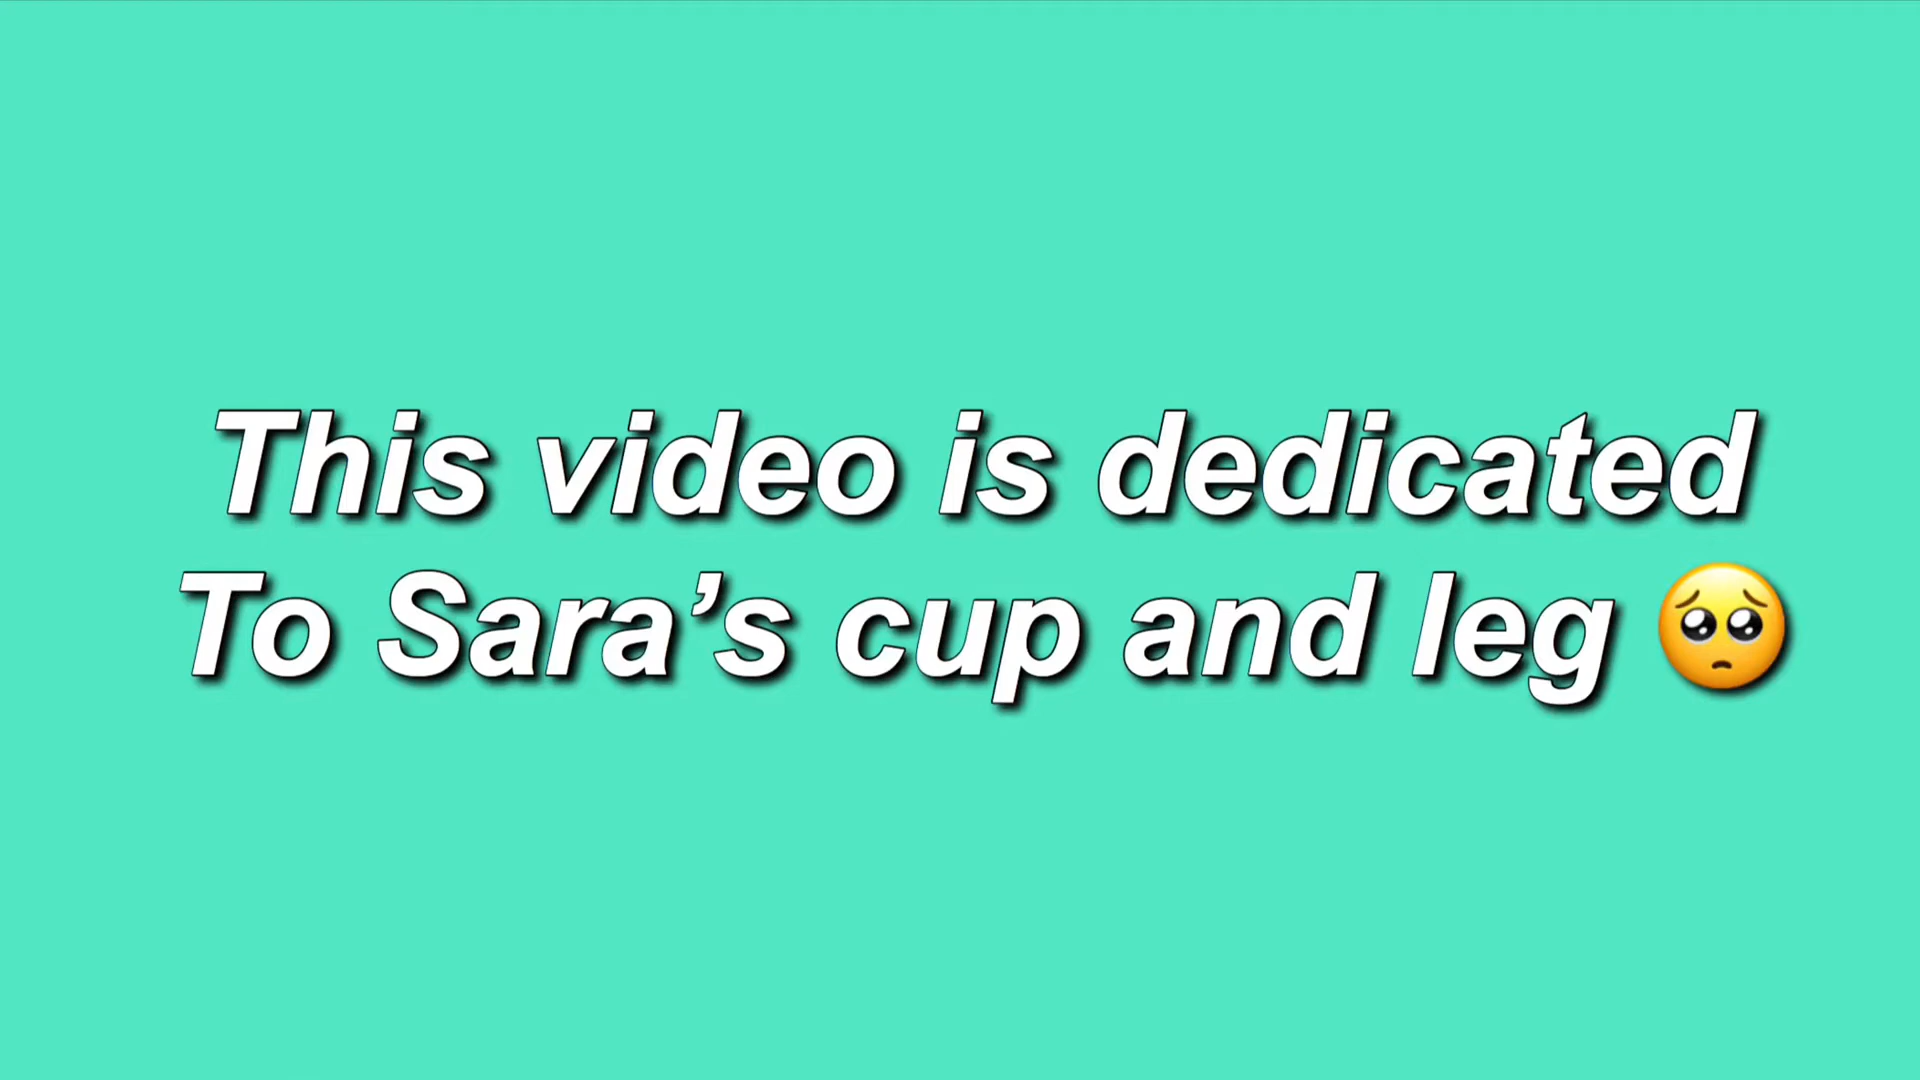 This video is dedicated
To Sara’s cup and leg 🥺